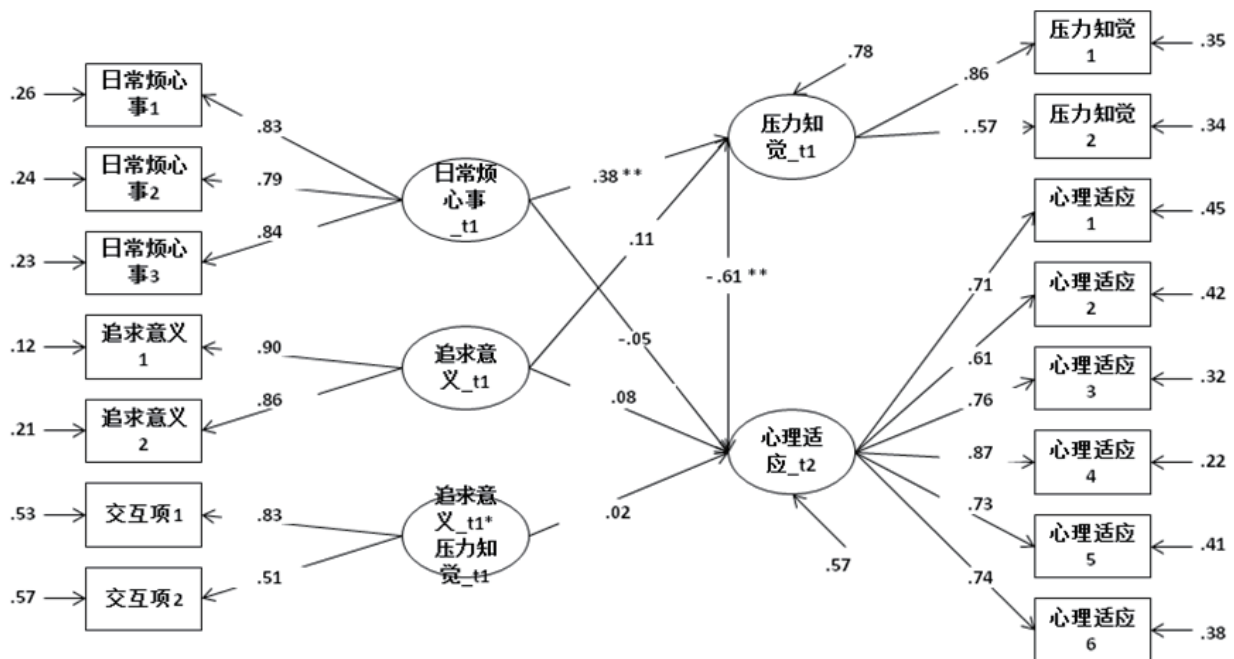 .26
日常烦心
事1
.24
日常烦心
事2
.23
日常烦心
事3
.12
追求意义
1
.21
追求意义
2
.53
交互项1
.57
交互项2
.83
.79
.84
.90
.86
.83
.51
日常烦
心事
_t1
追求意
义_t1
追求意
义_t1*
压力知
觉_t1
.38 **
.11
-.05
.08
.02
.78
压力知
觉_t1
-.61 **
心理适
应_t2
.57
.86
..57
.71
.61
.76
.87
.73
.74
压力知觉
1
.35
压力知觉
2
.34
心理适应
1
.45
心理适应
2
.42
心理适应
3
.32
心理适应
4
.22
心理适应
5
.41
心理适应
6
.38